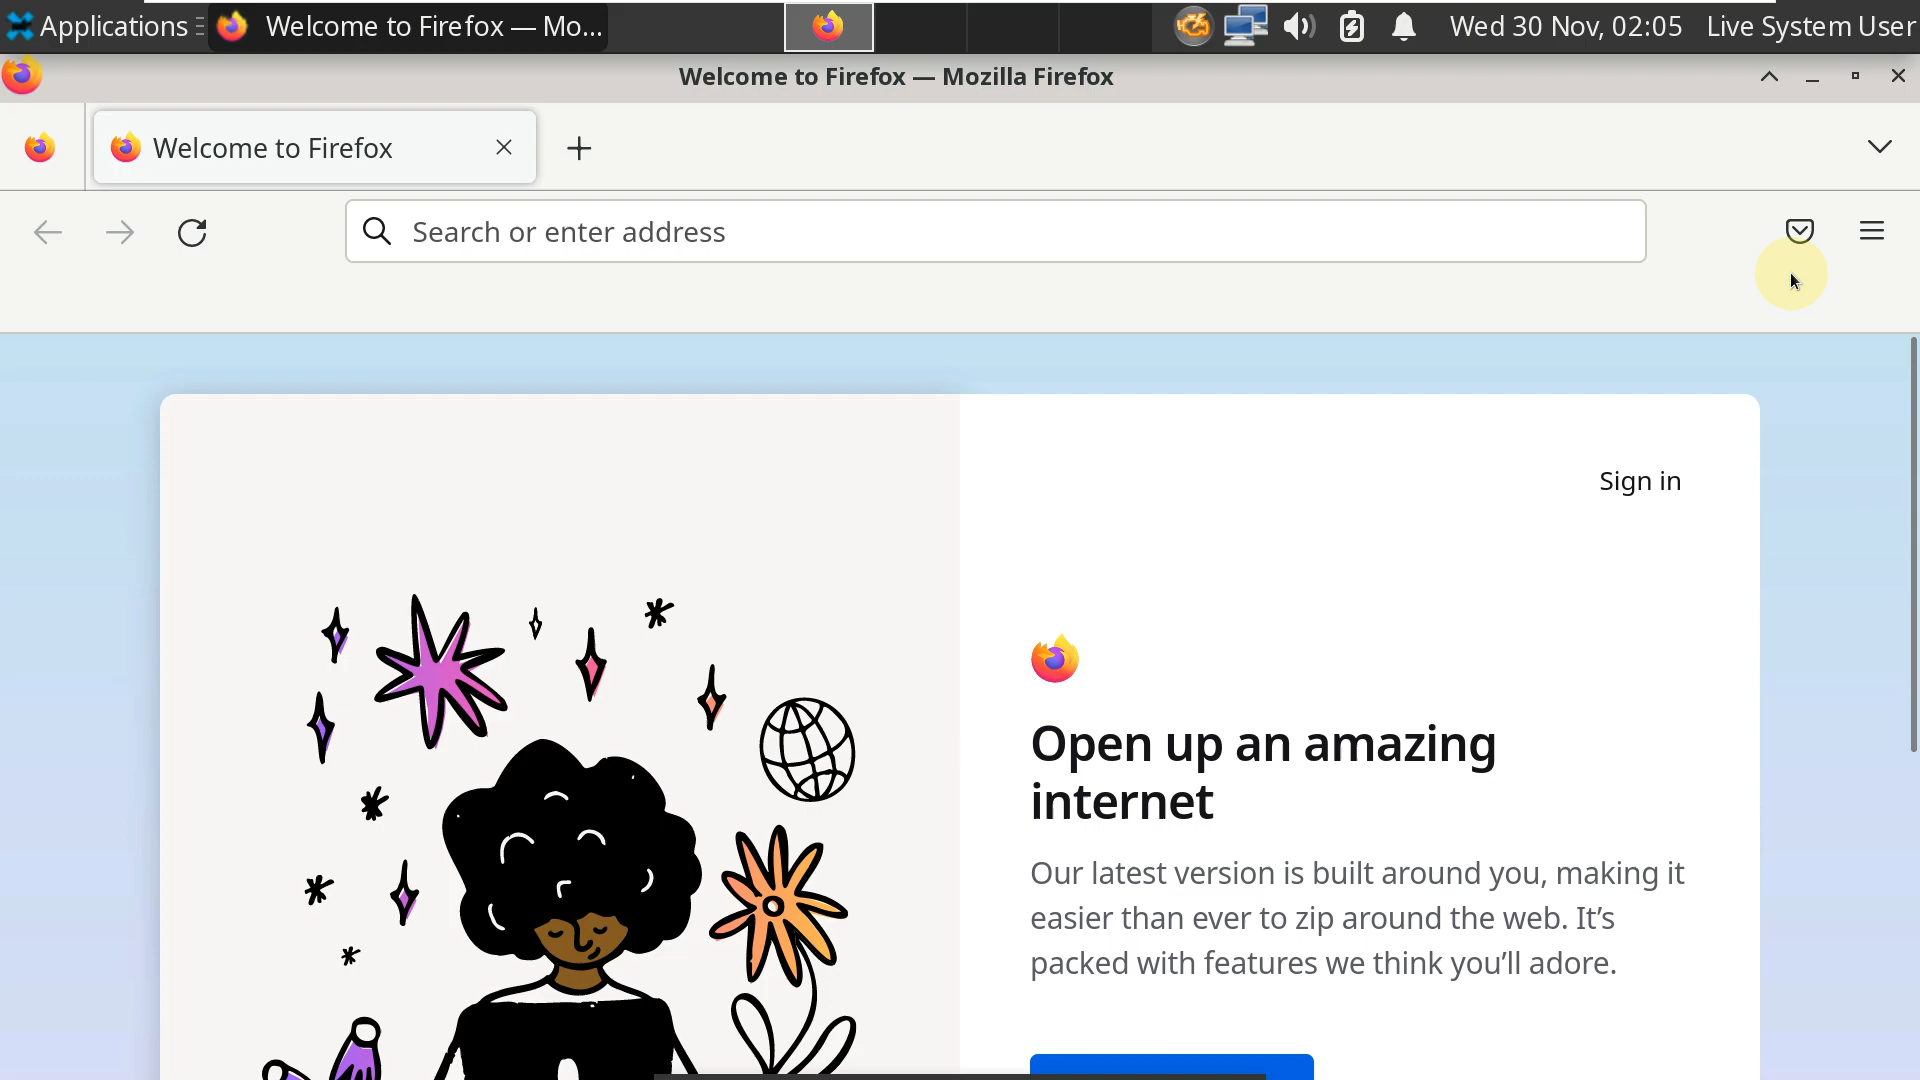 Applications
Welcome to Firefox — Mo...
Wed 30 Nov, 02:05
Live System User
Welcome to Firefox — Mozilla Firefox
Welcome to Firefox
Search or enter address
Sign in
Open up an amazing
internet
Our latest version is built around you, making it
easier than ever to zip around the web. It’s
packed with features we think you’ll adore.